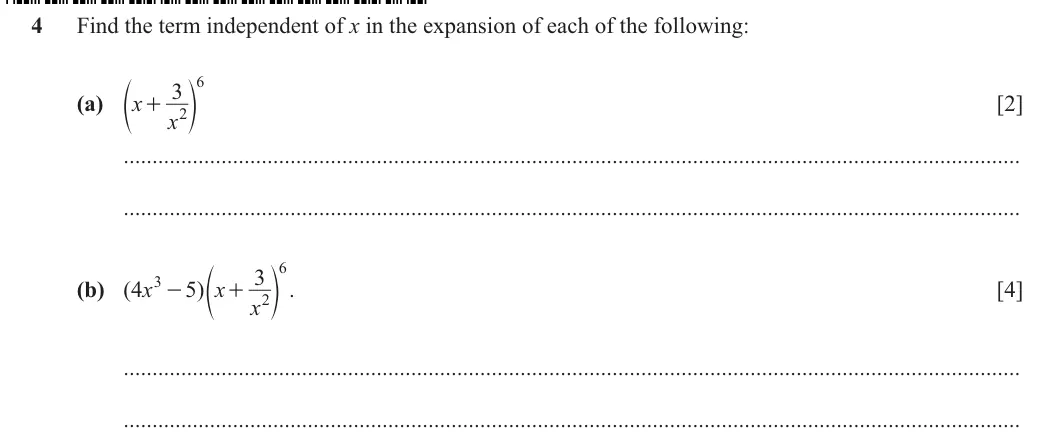 4 Find the term independent of x in the expansion of each of the following:
(a) (x + 3/x²)⁶ [2]
(b) (4x³ – 5)(x + 3/x²)⁶. [4]